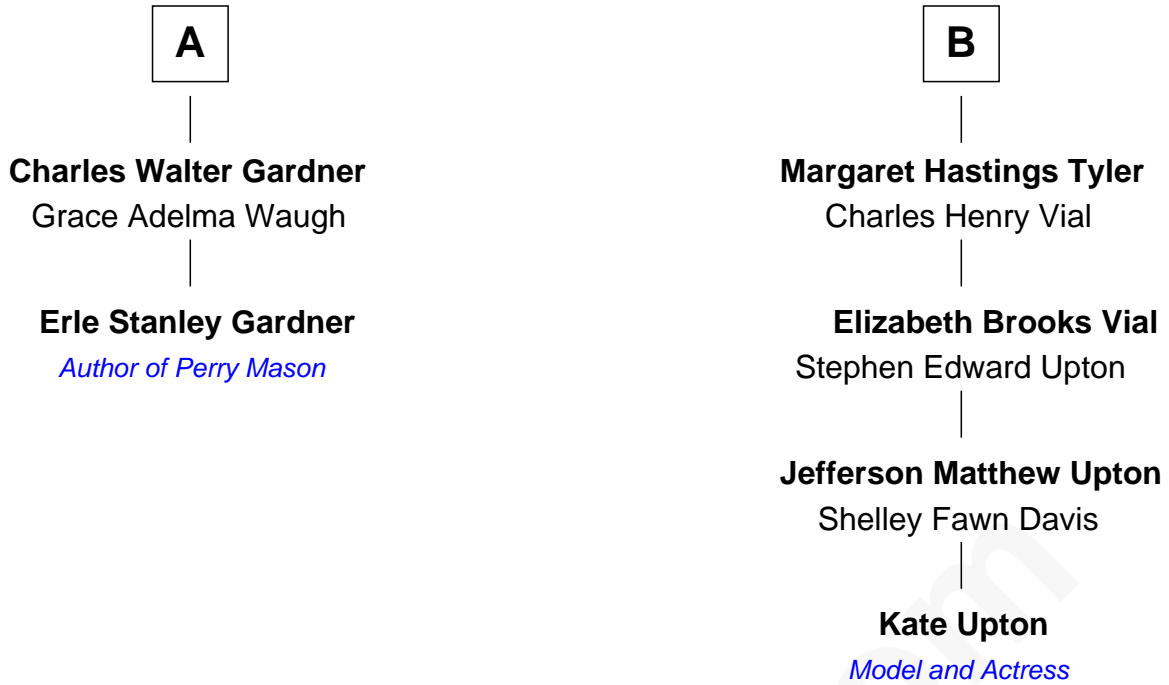 A
Charles Walter Gardner
Grace Adelma Waugh
Erle Stanley Gardner
Author of Perry Mason
B
Margaret Hastings Tyler
Charles Henry Vial
Elizabeth Brooks Vial
Stephen Edward Upton
Jefferson Matthew Upton
Shelley Fawn Davis
Kate Upton
Model and Actress